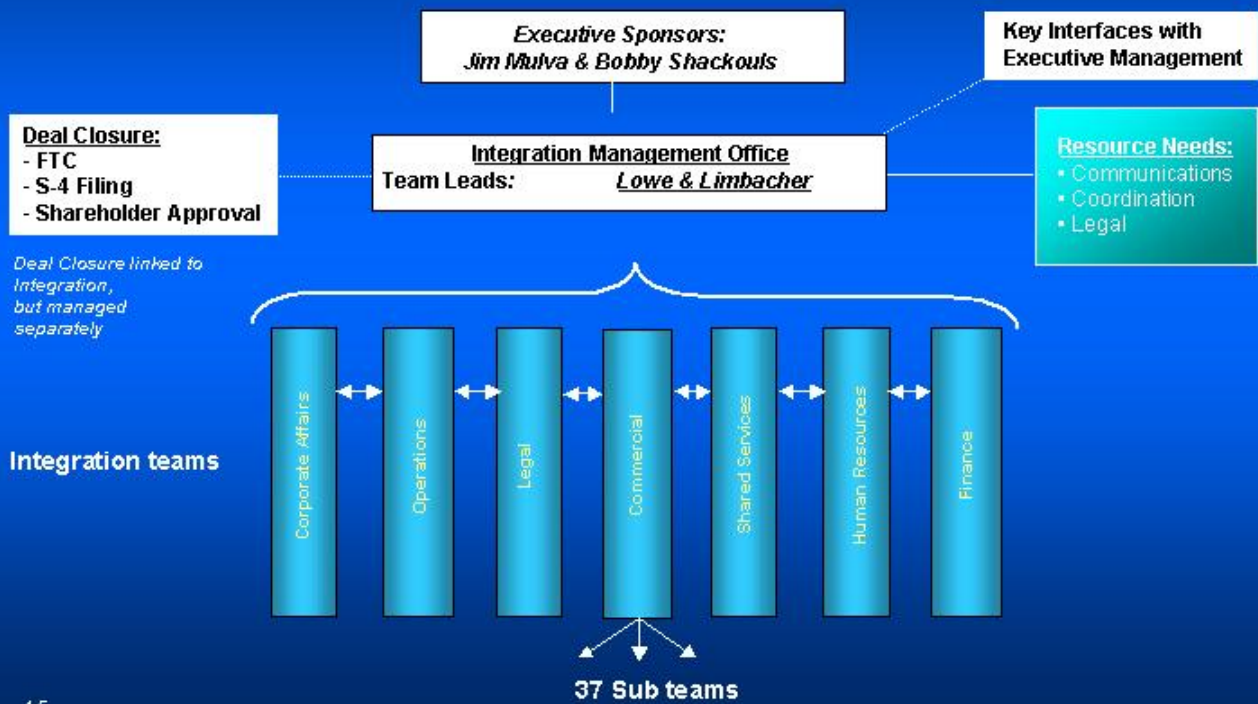 Executive Sponsors:
Jim Mulva & Bobby Shackouls
Key Interfaces with
Executive Management
Deal Closure:
- FTC
- S-4 Filing
- Shareholder Approval
Integration Management Office
Team Leads: Lowe & Limbacher
Resource Needs:
▪ Communications
▪ Coordination
▪ Legal
Deal Closure linked to
Integration,
but managed
separately
Integration teams
Corporate Affairs
Operations
Legal
Commercial
Shared Services
Human Resources
Finance
37 Sub teams